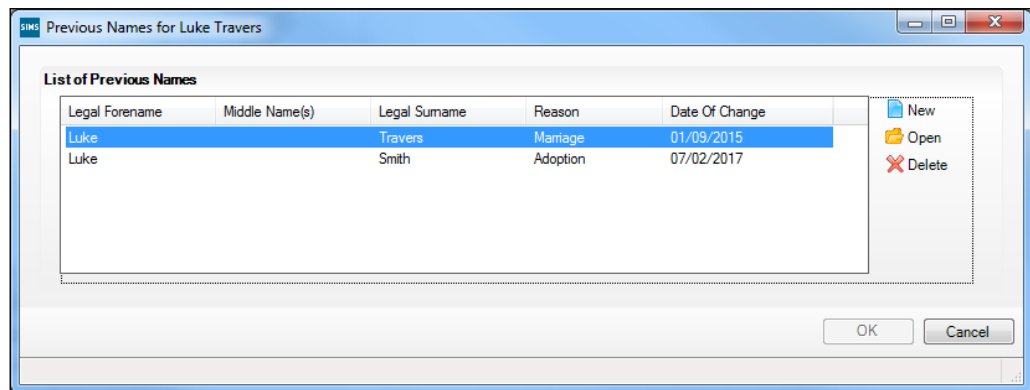 SIMS Previous Names for Luke Travers
List of Previous Names
Legal Forename Middle Name(s) Legal Surname Reason Date Of Change New
Luke Travers Marriage 01/09/2015 Open
Luke Smith Adoption 07/02/2017 Delete
OK Cancel